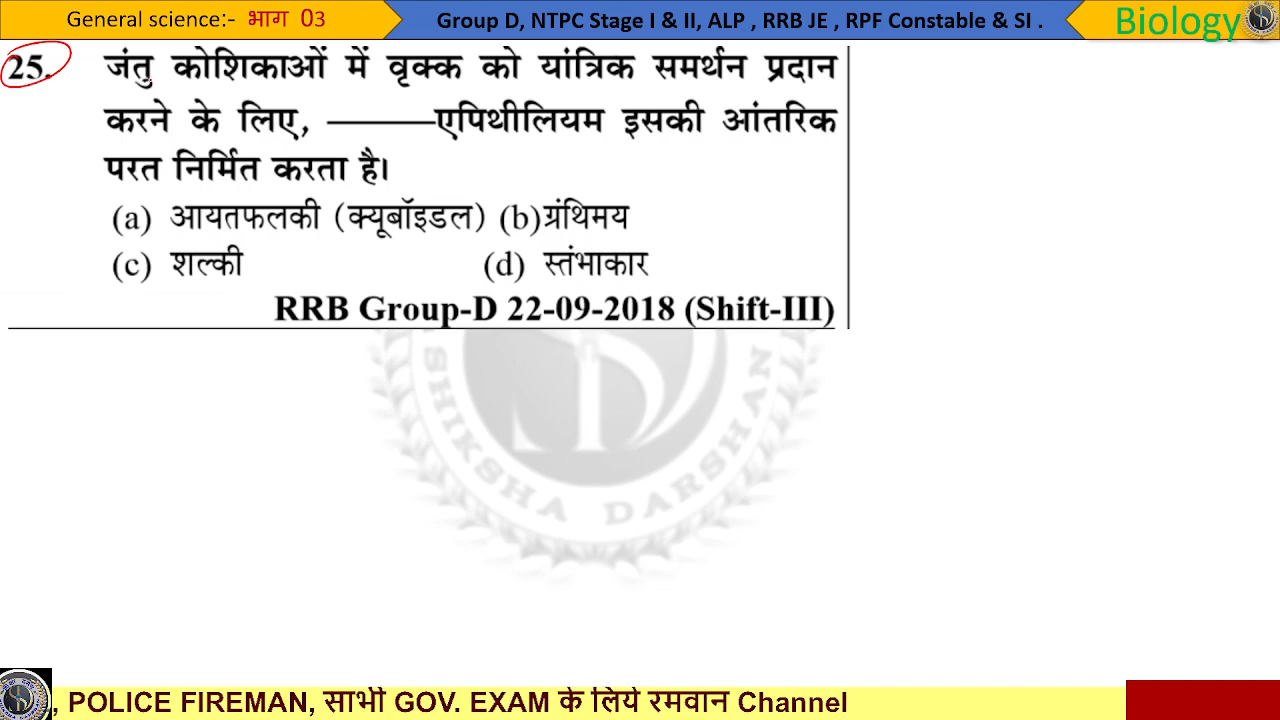 General science:- भाग 03
Group D, NTPC Stage I & II, ALP , RRB JE , RPF Constable & SI .
Biology
25. जंतु कोशिकाओं में वृक्क को यांत्रिक समर्थन प्रदान
करने के लिए, ———एपिथीलियम इसकी आंतरिक
परत निर्मित करता है।
(a) आयतफलकी (क्यूबॉइडल) (b)ग्रंथिमय
(c) शल्की (d) स्तंभाकार
RRB Group-D 22-09-2018 (Shift-III)
SHIKSHA DARSHAN
, POLICE FIREMAN, साभी GOV. EXAM के लिये रमवान Channel